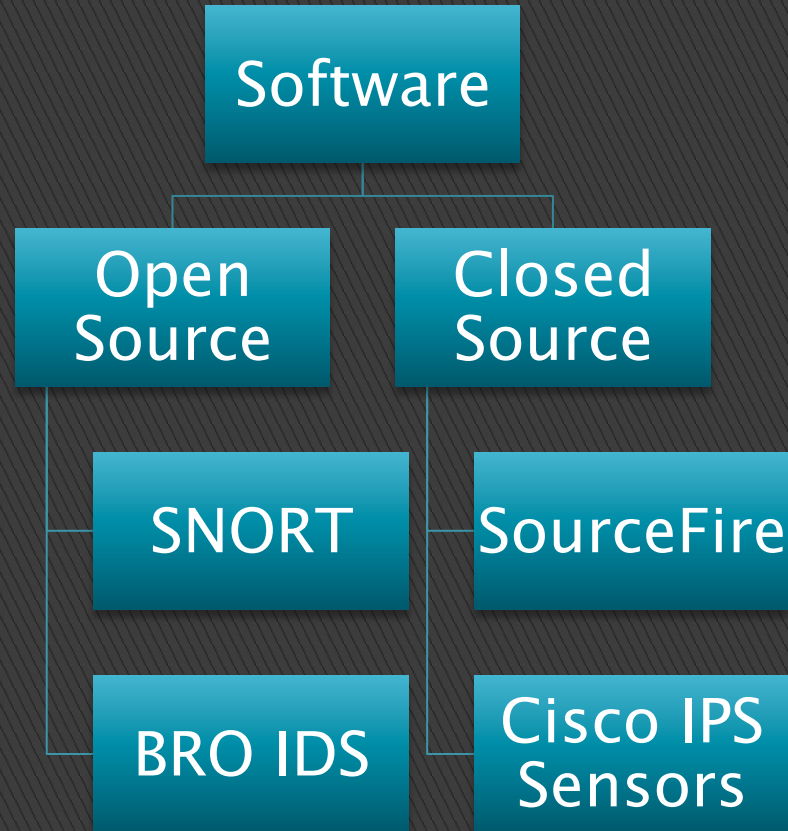 Software
Open
Source
Closed
Source
SNORT
SourceFire
BRO IDS
Cisco IPS
Sensors